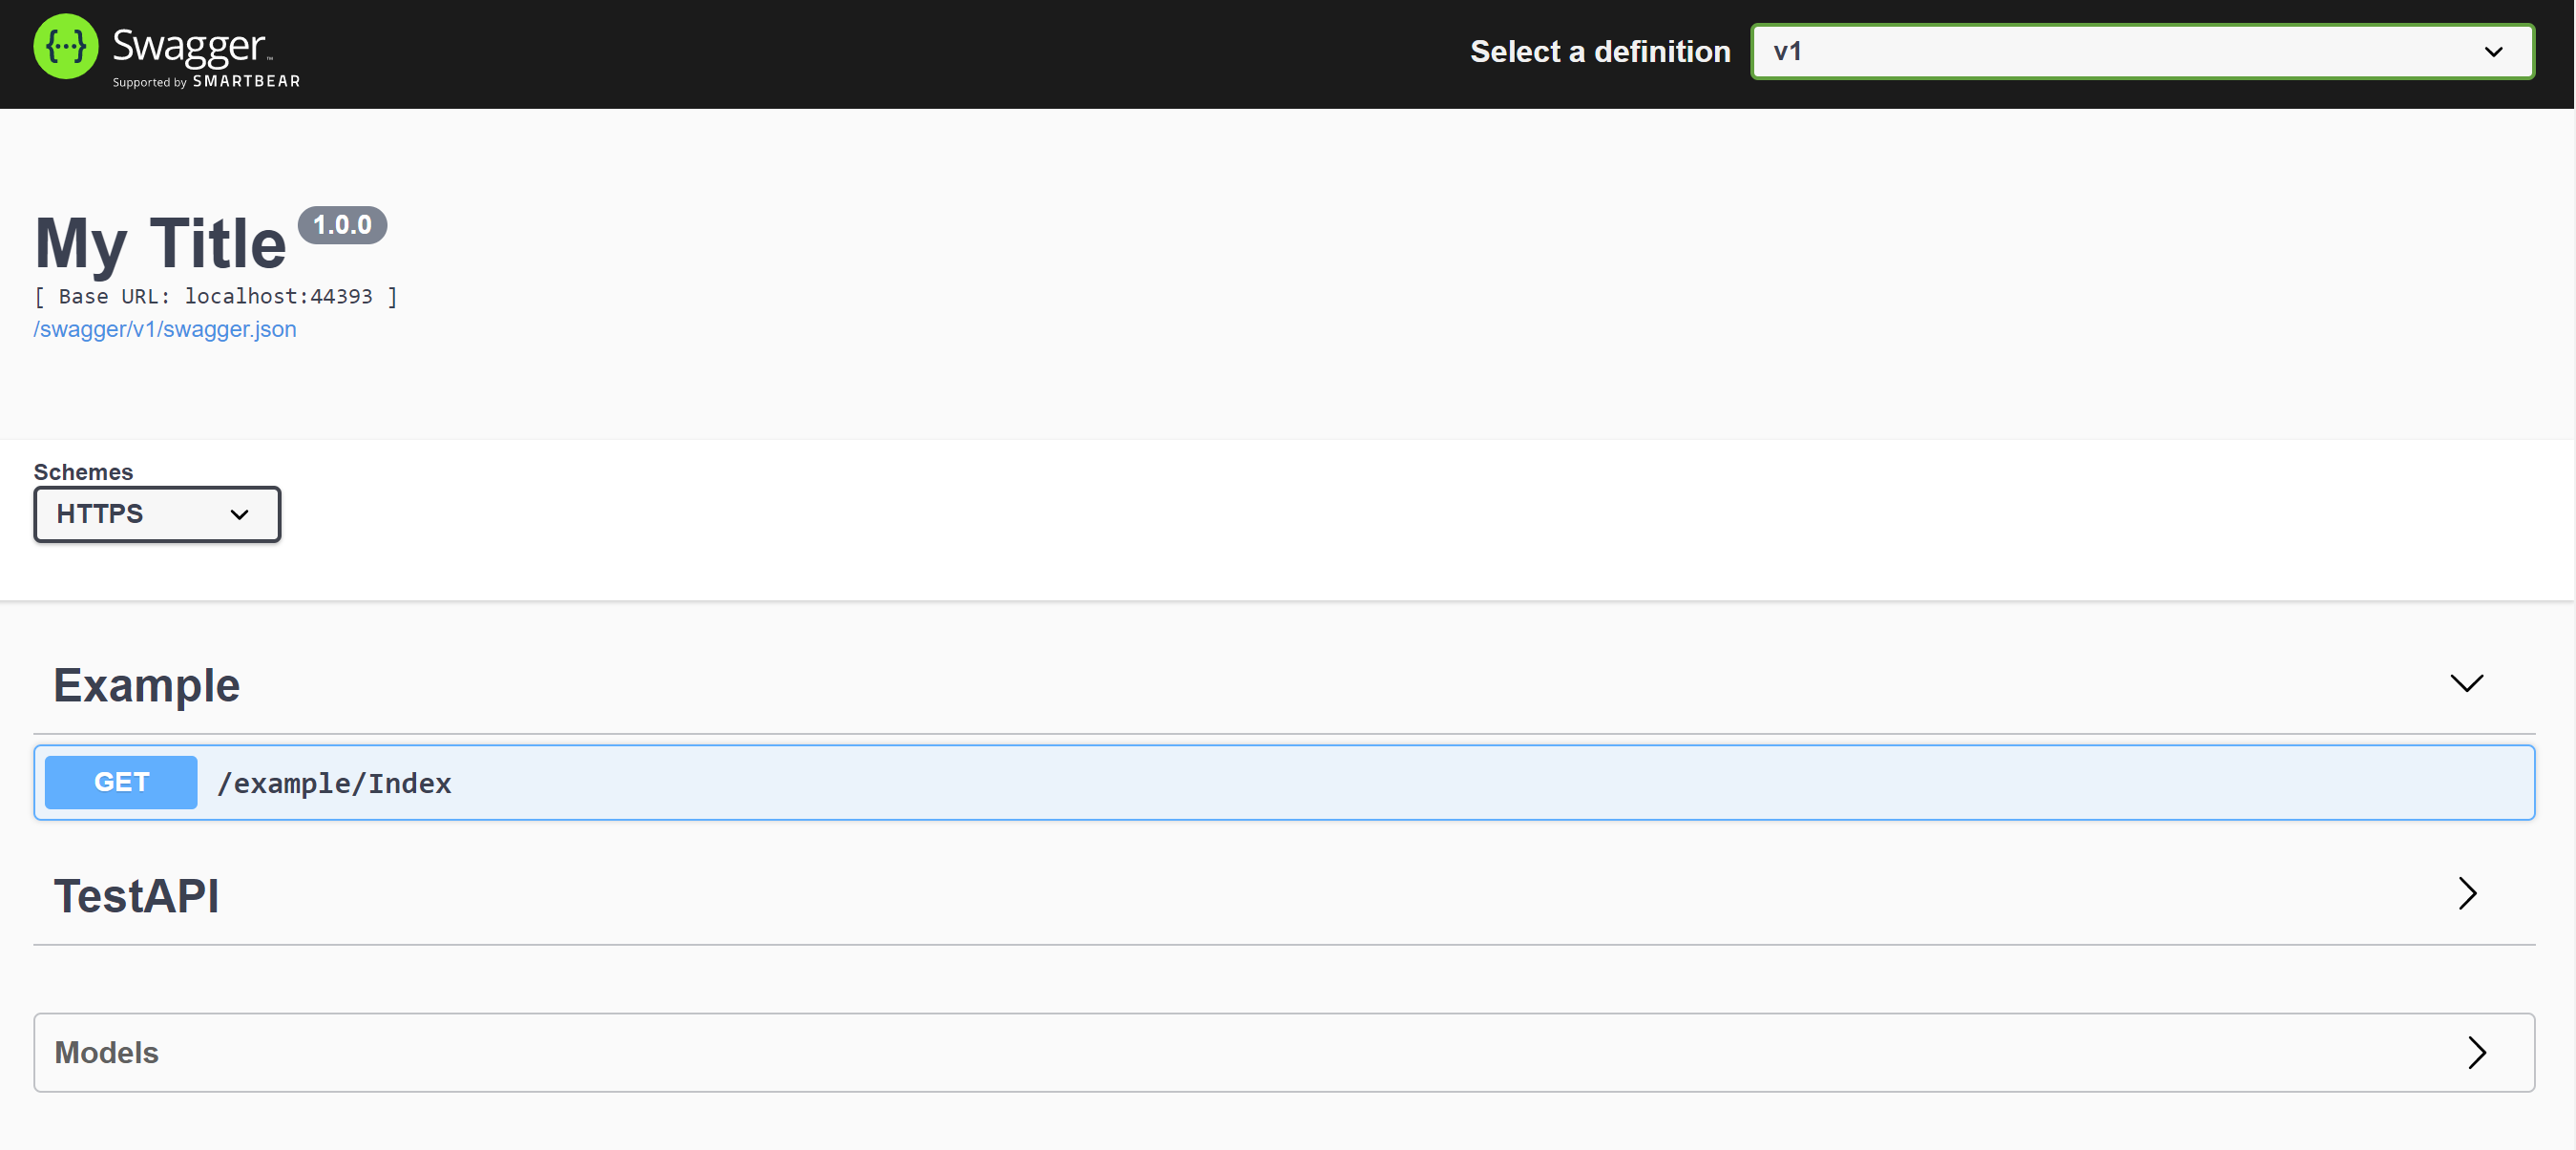 {···} Swagger™
Supported by SMARTBEAR
Select a definition
v1
My Title 1.0.0
[ Base URL: localhost:44393 ]
/swagger/v1/swagger.json
Schemes
HTTPS
Example
GET /example/Index
TestAPI
Models